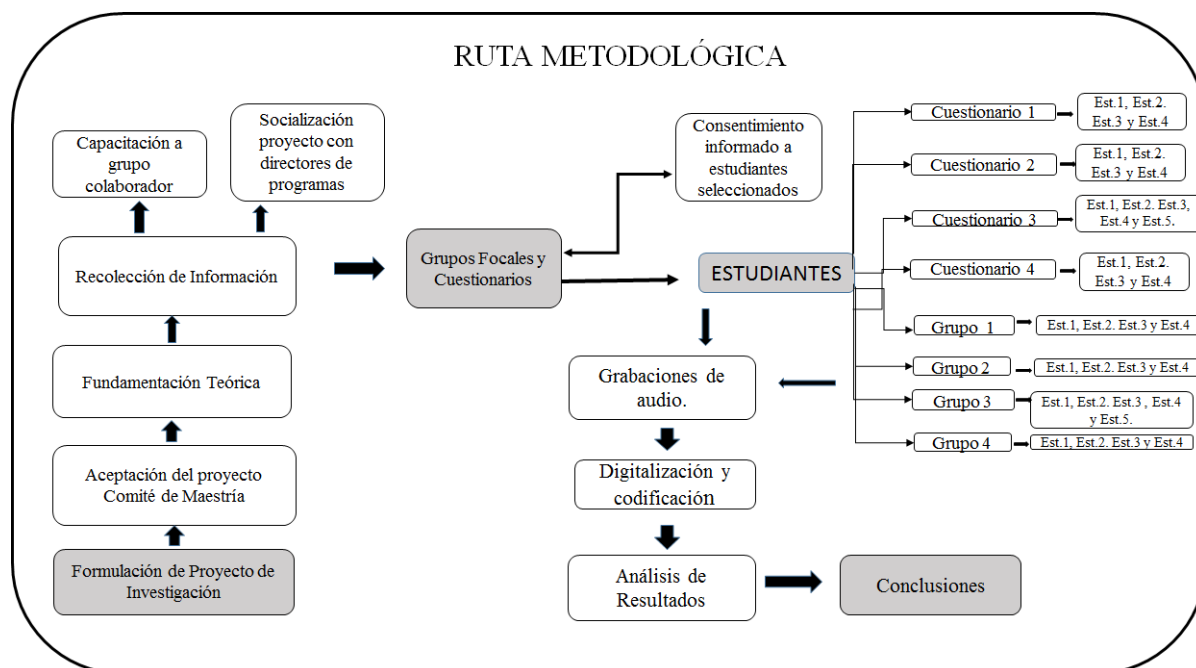 RUTA METODOLÓGICA
Capacitación a
grupo
colaborador
Socialización
proyecto con
directores de
programas
Recolección de Información
Fundamentación Teórica
Aceptación del proyecto
Comité de Maestría
Formulación de Proyecto de
Investigación
Grupos Focales y
Cuestionarios
Consentimiento
informado a
estudiantes
seleccionados
ESTUDIANTES
Grabaciones de
audio.
Digitalización y
codificación
Análisis de
Resultados
Conclusiones
Cuestionario 1
Est.1, Est.2.
Est.3 y Est.4
Cuestionario 2
Est.1, Est.2.
Est.3 y Est.4
Cuestionario 3
Est.1, Est.2. Est.3,
Est.4 y Est.5.
Cuestionario 4
Est.1, Est.2.
Est.3 y Est.4
Grupo 1
Est.1, Est.2. Est.3 y Est.4
Grupo 2
Est.1, Est.2. Est.3 y Est.4
Grupo 3
Est.1, Est.2. Est.3 , Est.4
y Est.5.
Grupo 4
Est.1, Est.2. Est.3 y Est.4